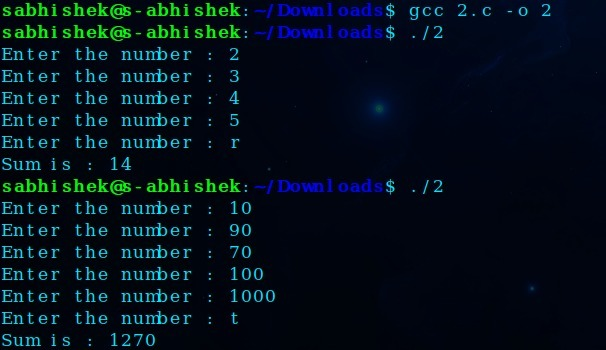 sabhishek@s-abhishek:~/Downloads$ gcc 2.c -o 2
sabhishek@s-abhishek:~/Downloads$ ./2
Enter the number : 2
Enter the number : 3
Enter the number : 4
Enter the number : 5
Enter the number : r
Sum is : 14
sabhishek@s-abhishek:~/Downloads$ ./2
Enter the number : 10
Enter the number : 90
Enter the number : 70
Enter the number : 100
Enter the number : 1000
Enter the number : t
Sum is : 1270